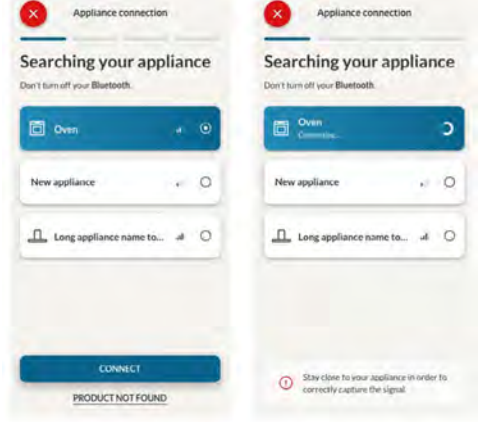 Appliance connection
Searching your appliance
Don't turn off your Bluetooth.
Oven
New appliance
Long appliance name to...
CONNECT
PRODUCT NOT FOUND
Appliance connection
Searching your appliance
Don't turn off your Bluetooth.
Oven
Connecting...
New appliance
Long appliance name to...
Stay close to your appliance in order to
correctly capture the signal